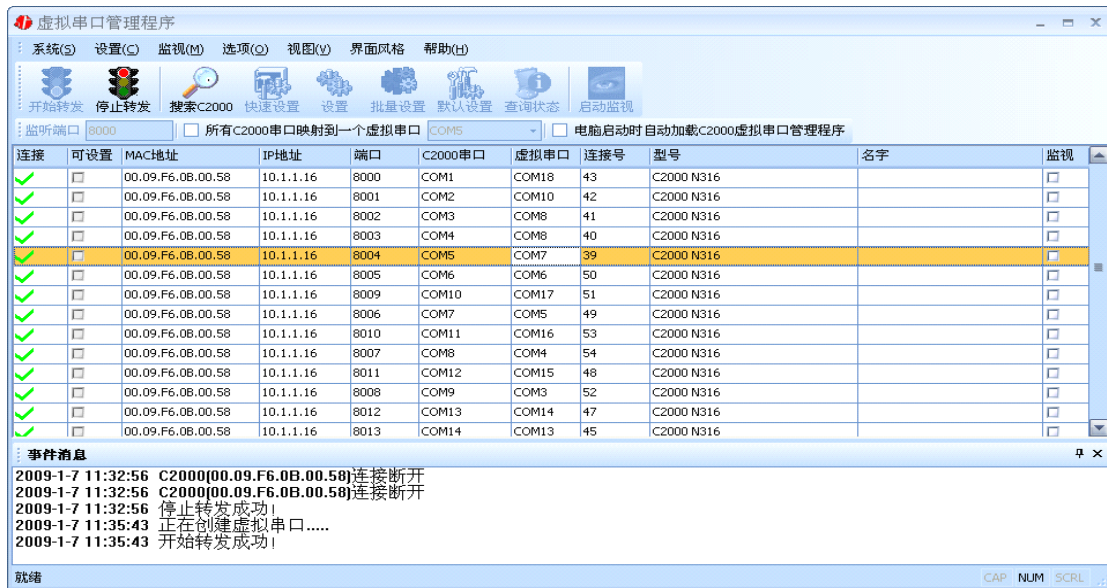 虚拟串口管理程序
系统(S) 设置(C) 监视(M) 选项(O) 视图(V) 界面风格 帮助(H)
开始转发 停止转发 搜索C2000 快速设置 设置 批量设置 默认设置 查询状态 启动监视
监听端口 8000 所有C2000串口映射到一个虚拟串口 COM5 电脑启动时自动加载C2000虚拟串口管理程序
连接 可设置 MAC地址 IP地址 端口 C2000串口 虚拟串口 连接号 型号 名字 监视
00.09.F6.0B.00.58 10.1.1.16 8000 COM1 COM18 43 C2000 N316
00.09.F6.0B.00.58 10.1.1.16 8001 COM2 COM10 42 C2000 N316
00.09.F6.0B.00.58 10.1.1.16 8002 COM3 COM8 41 C2000 N316
00.09.F6.0B.00.58 10.1.1.16 8003 COM4 COM8 40 C2000 N316
00.09.F6.0B.00.58 10.1.1.16 8004 COM5 COM7 39 C2000 N316
00.09.F6.0B.00.58 10.1.1.16 8005 COM6 COM6 50 C2000 N316
00.09.F6.0B.00.58 10.1.1.16 8009 COM10 COM17 51 C2000 N316
00.09.F6.0B.00.58 10.1.1.16 8006 COM7 COM5 49 C2000 N316
00.09.F6.0B.00.58 10.1.1.16 8010 COM11 COM16 53 C2000 N316
00.09.F6.0B.00.58 10.1.1.16 8007 COM8 COM4 54 C2000 N316
00.09.F6.0B.00.58 10.1.1.16 8011 COM12 COM15 48 C2000 N316
00.09.F6.0B.00.58 10.1.1.16 8008 COM9 COM3 52 C2000 N316
00.09.F6.0B.00.58 10.1.1.16 8012 COM13 COM14 47 C2000 N316
00.09.F6.0B.00.58 10.1.1.16 8013 COM14 COM13 45 C2000 N316
事件消息
2009-1-7 11:32:56 C2000(00.09.F6.0B.00.58)连接断开
2009-1-7 11:32:56 C2000(00.09.F6.0B.00.58)连接断开
2009-1-7 11:32:56 停止转发成功!
2009-1-7 11:35:43 正在创建虚拟串口.....
2009-1-7 11:35:43 开始转发成功!
就绪 CAP NUM SCRL